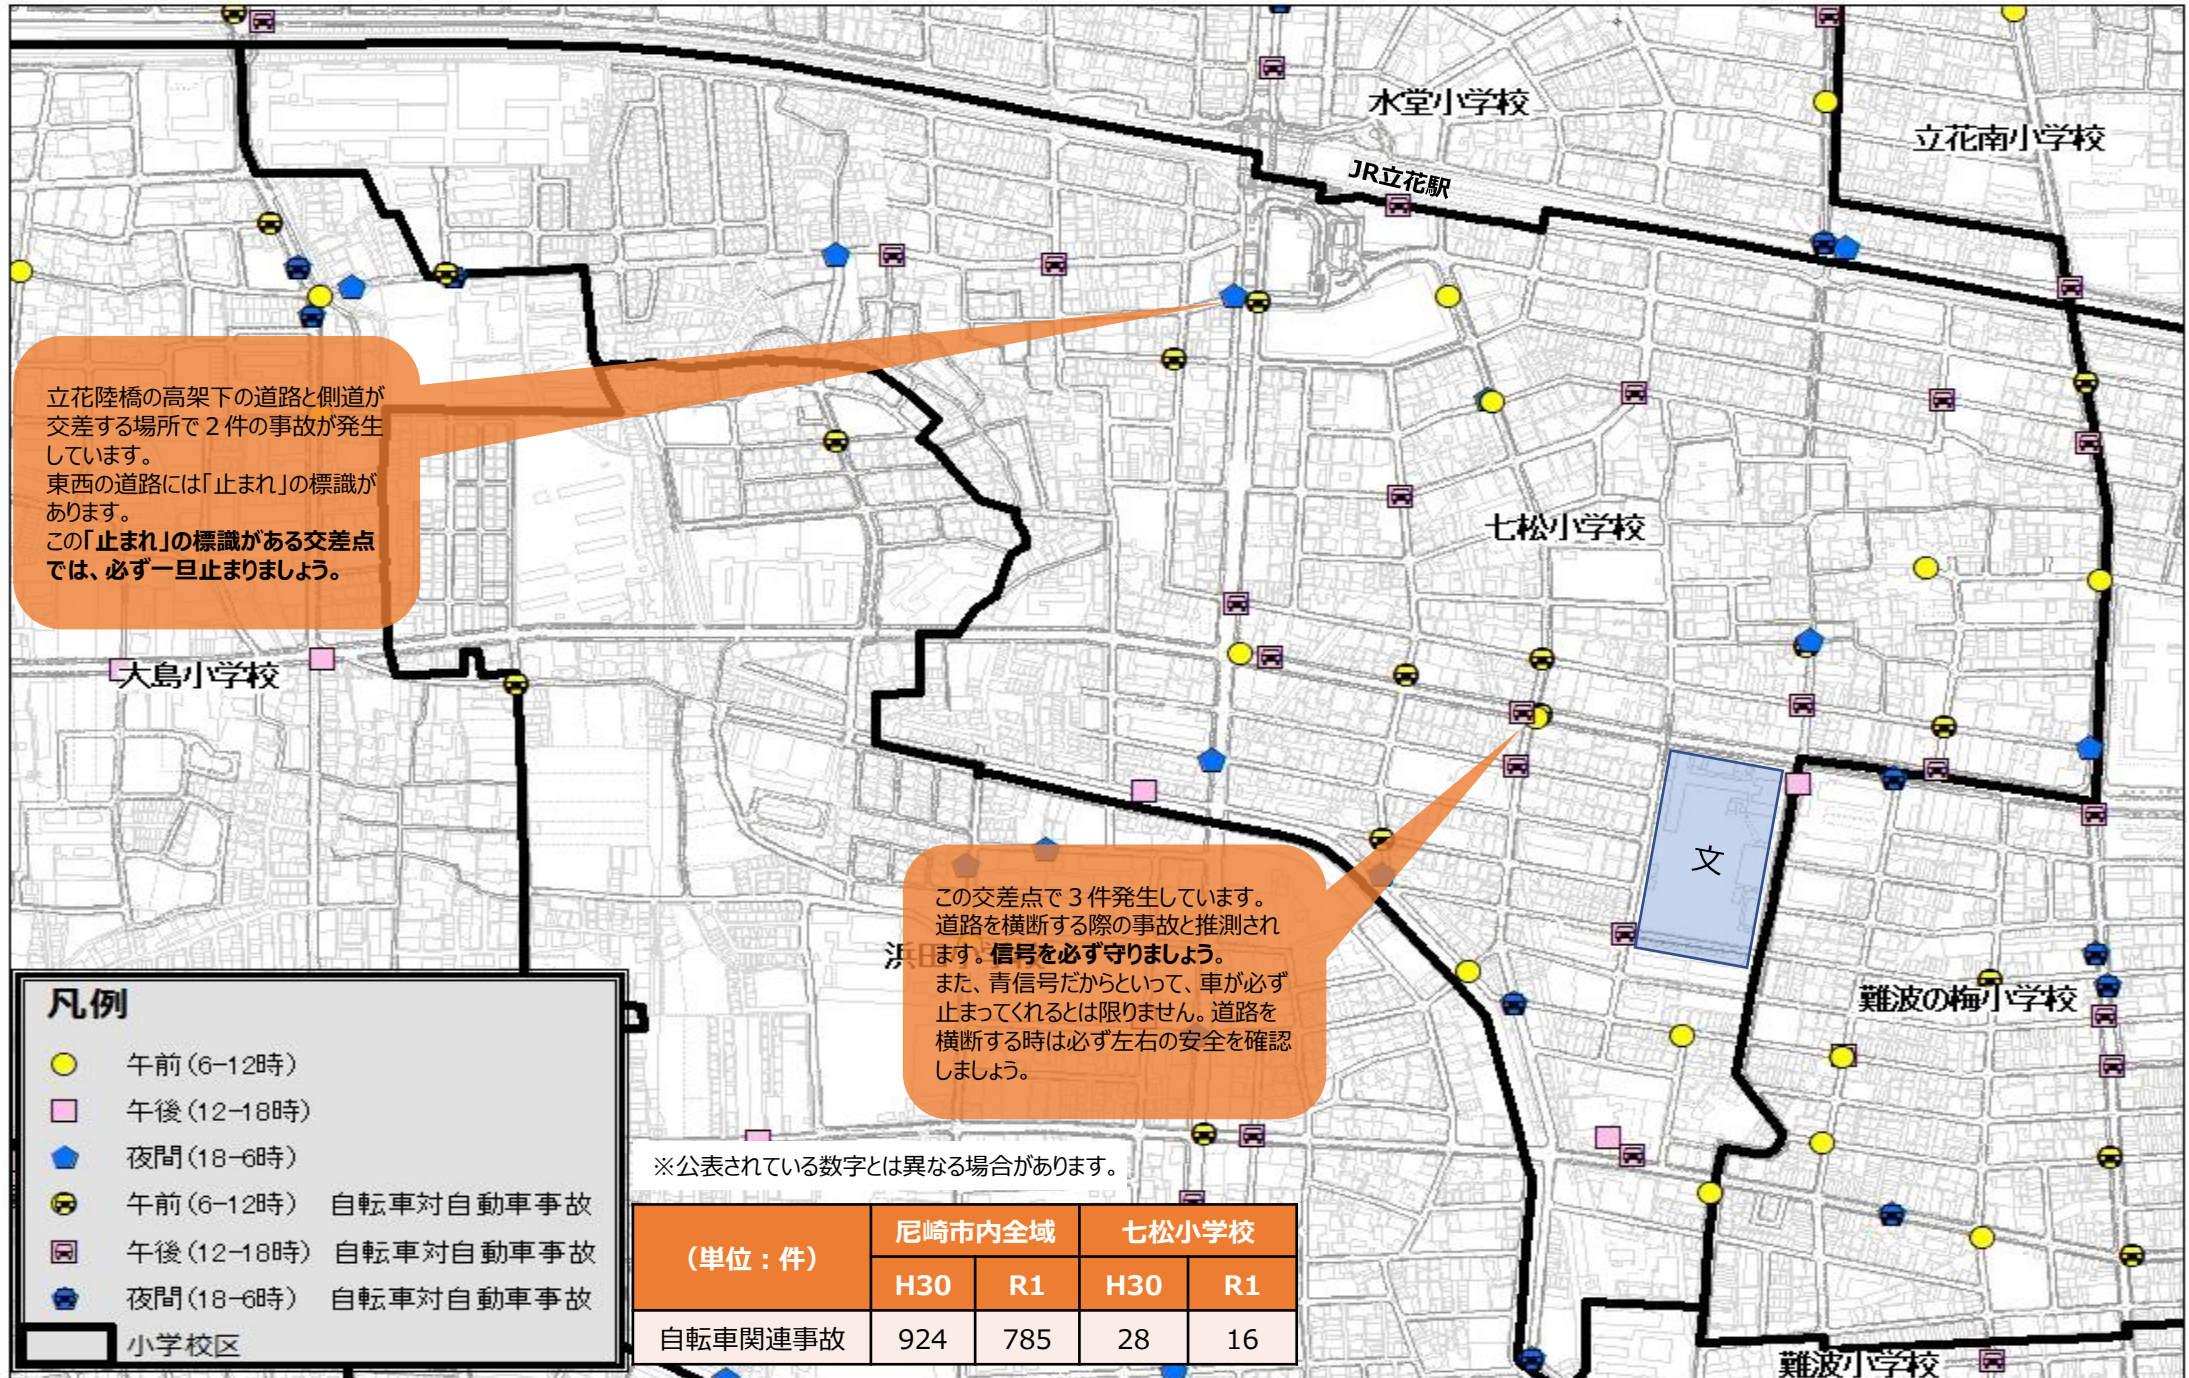 水堂小学校
立花南小学校
JR立花駅
立花陸橋の高架下の道路と側道が
交差する場所で２件の事故が発生
しています。
東西の道路には「止まれ」の標識が
あります。
この「止まれ」の標識がある交差点
では、必ず一旦止まりましょう。
七松小学校
大島小学校
文
この交差点で３件発生しています。
道路を横断する際の事故と推測され
ます。信号を必ず守りましょう。
また、青信号だからといって、車が必ず
止まってくれるとは限りません。道路を
横断する時は必ず左右の安全を確認
しましょう。
浜田
難波の梅小学校
凡例
午前(6-12時)
午後(12-18時)
夜間(18-6時)
午前(6-12時) 自転車対自動車事故
午後(12-18時) 自転車対自動車事故
夜間(18-6時) 自転車対自動車事故
小学校区
※公表されている数字とは異なる場合があります。
（単位：件） 尼崎市内全域 七松小学校
H30 R1 H30 R1
自転車関連事故 924 785 28 16
難波小学校